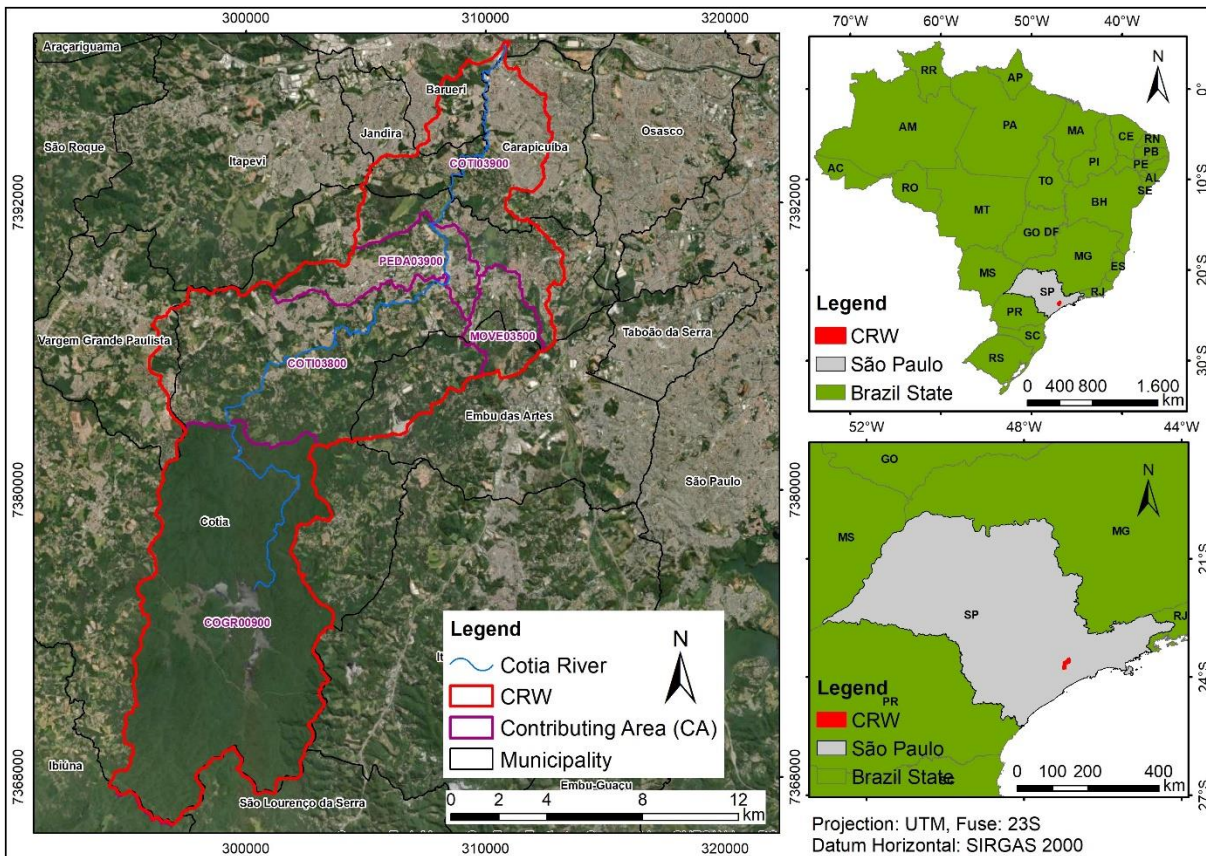 300000
310000
320000
Araçariguama
Barueri
Jandira
Osasco
São Roque
Itapevi
Carapicuíba
COTI03900
7392000
7392000
PEDA03900
Vargem Grande Paulista
MOVE03500
Taboão da Serra
COTI03800
Embu das Artes
São Paulo
7380000
7380000
Cotia
COGR00900
Ibiúna
São Lourenço da Serra
Embu-Guaçu
7368000
7368000
Legend
N
Cotia River
CRW
Contributing Area (CA)
Municipality
0 2 4 8 12
km
300000
310000
320000
70°W 60°W 50°W 40°W
N
RR
AP
0°
AM
PA
MA
CE
RN
PB
PE
PI
AC
AL
SE
10°S
TO
RO
BH
MT
GO
DF
MG
20°S
MS
ES
SP
RJ
PR
SC
RS
30°S
Legend
CRW
São Paulo
Brazil State
0 400 800 1.600
km
52°W 48°W 44°W
GO
N
MS
MG
21°S
SP
RJ
24°S
Legend
PR
CRW
São Paulo
Brazil State
0 100 200 400
km
27°S
Projection: UTM, Fuse: 23S
Datum Horizontal: SIRGAS 2000